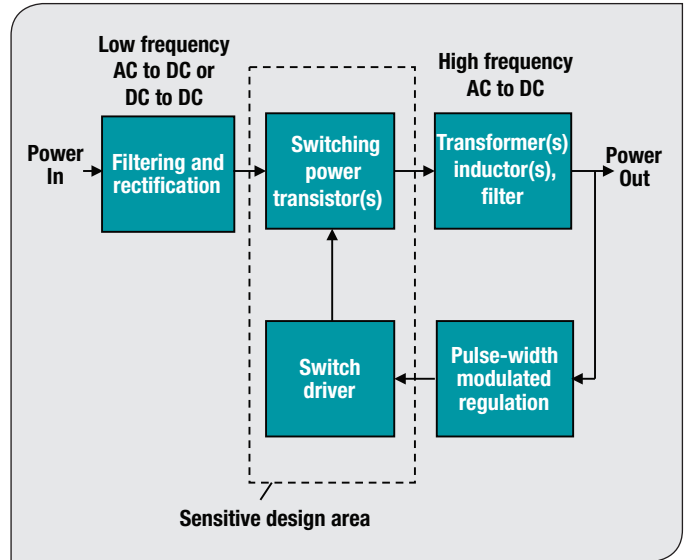 Low frequency
AC to DC or
DC to DC
High frequency
AC to DC
Power
In
Filtering and
rectification
Switching
power
transistor(s)
Transformer(s)
inductor(s),
filter
Power
Out
Switch
driver
Pulse-width
modulated
regulation
Sensitive design area